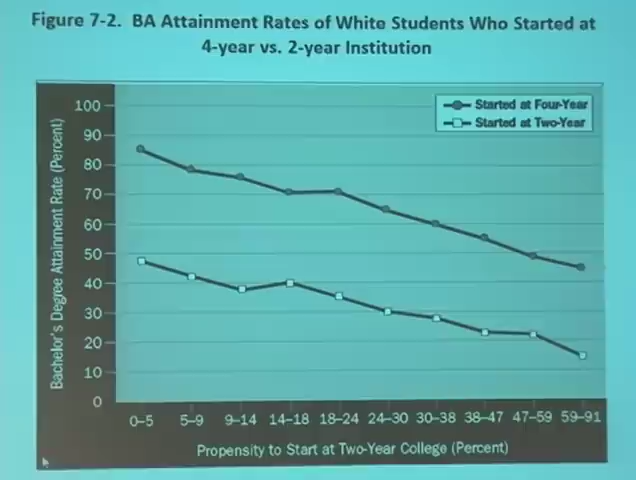 Figure 7-2. BA Attainment Rates of White Students Who Started at
4-year vs. 2-year Institution
Started at Four-Year
Started at Two-Year
Bachelor's Degree Attainment Rate (Percent)
100
90
80
70
60
50
40
30
20
10
0
0–5 5–9 9–14 14–18 18–24 24–30 30–38 38–47 47–59 59–91
Propensity to Start at Two-Year College (Percent)